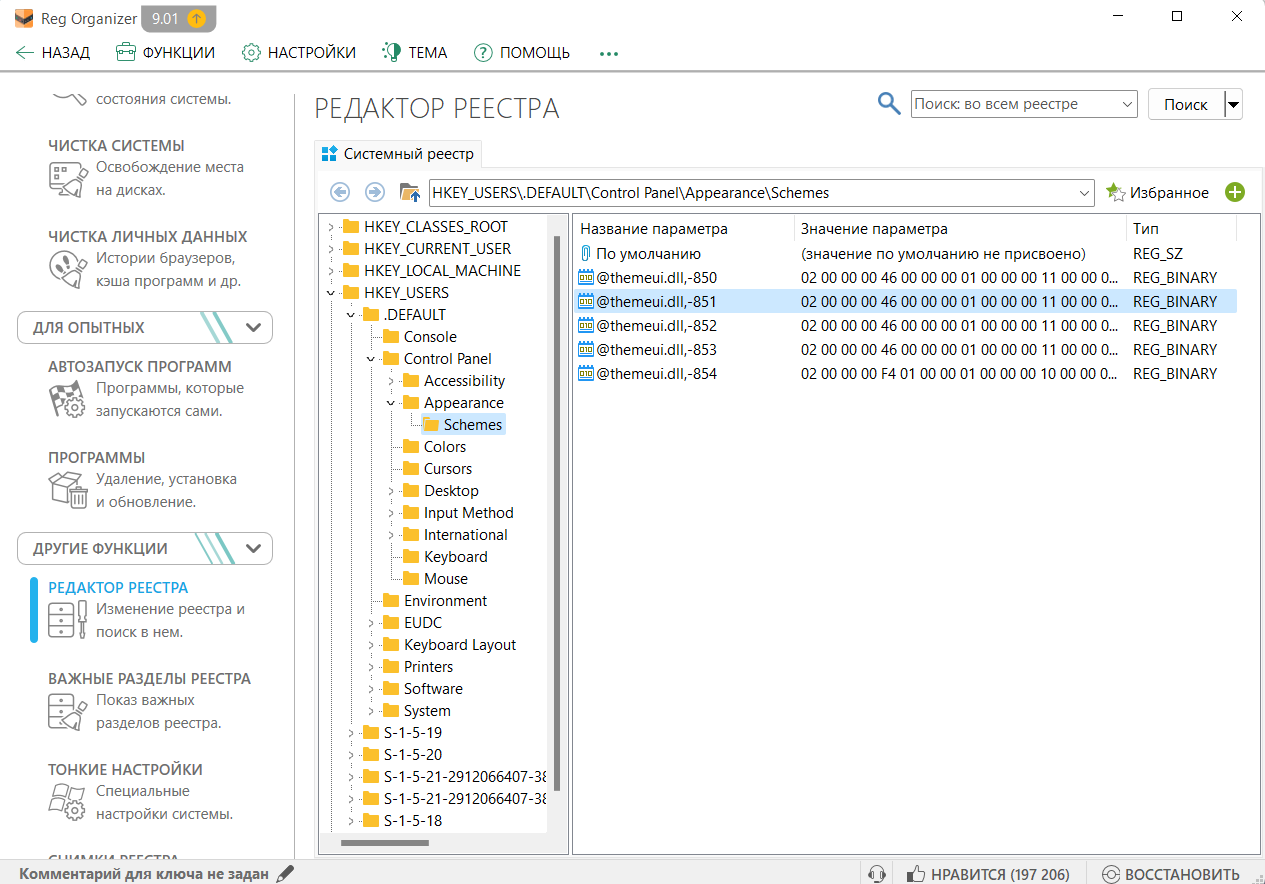 Reg Organizer 9.01
НАЗАД ФУНКЦИИ НАСТРОЙКИ ТЕМА ПОМОЩЬ
состояния системы.
ЧИСТКА СИСТЕМЫ
Освобождение места
на дисках.
ЧИСТКА ЛИЧНЫХ ДАННЫХ
Истории браузеров,
кэша программ и др.
ДЛЯ ОПЫТНЫХ
АВТОЗАПУСК ПРОГРАММ
Программы, которые
запускаются сами.
ПРОГРАММЫ
Удаление, установка
и обновление.
ДРУГИЕ ФУНКЦИИ
РЕДАКТОР РЕЕСТРА
Изменение реестра и
поиск в нем.
ВАЖНЫЕ РАЗДЕЛЫ РЕЕСТРА
Показ важных
разделов реестра.
ТОНКИЕ НАСТРОЙКИ
Специальные
настройки системы.
СНИМКИ РЕЕСТРА
РЕДАКТОР РЕЕСТРА
Поиск: во всем реестре
Поиск
Системный реестр
HKEY_USERS\.DEFAULT\Control Panel\Appearance\Schemes
Избранное
HKEY_CLASSES_ROOT
HKEY_CURRENT_USER
HKEY_LOCAL_MACHINE
HKEY_USERS
.DEFAULT
Console
Control Panel
Accessibility
Appearance
Schemes
Colors
Cursors
Desktop
Input Method
International
Keyboard
Mouse
Environment
EUDC
Keyboard Layout
Printers
Software
System
S-1-5-19
S-1-5-20
S-1-5-21-2912066407-38
S-1-5-21-2912066407-38
S-1-5-18
Название параметра Значение параметра Тип
По умолчанию (значение по умолчанию не присвоено) REG_SZ
@themeui.dll,-850 02 00 00 00 46 00 00 00 01 00 00 00 11 00 00 0... REG_BINARY
@themeui.dll,-851 02 00 00 00 46 00 00 00 01 00 00 00 11 00 00 0... REG_BINARY
@themeui.dll,-852 02 00 00 00 46 00 00 00 01 00 00 00 11 00 00 0... REG_BINARY
@themeui.dll,-853 02 00 00 00 46 00 00 00 01 00 00 00 11 00 00 0... REG_BINARY
@themeui.dll,-854 02 00 00 00 F4 01 00 00 01 00 00 00 10 00 00 0... REG_BINARY
Комментарий для ключа не задан
НРАВИТСЯ (197 206)
ВОССТАНОВИТЬ